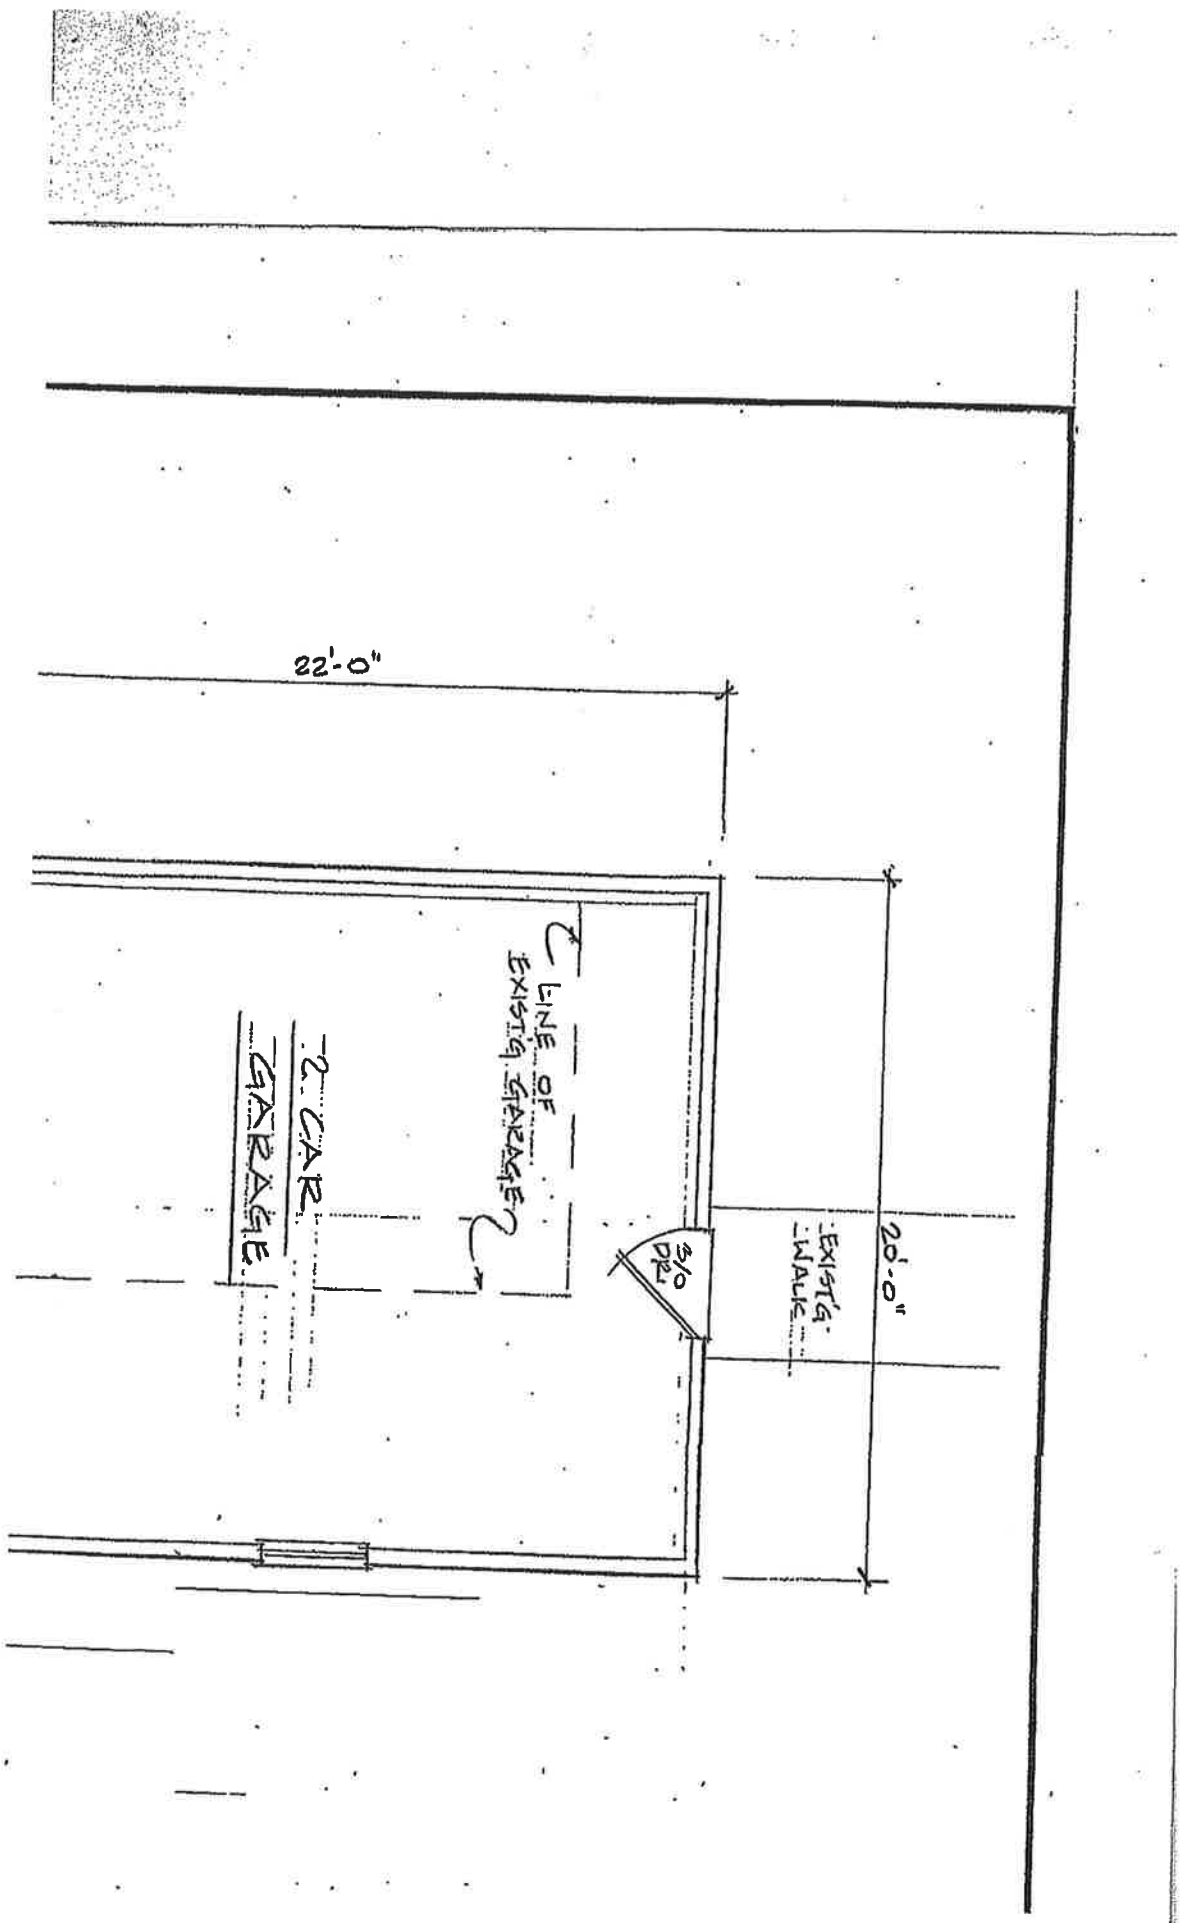 22'-0"
20'-0"
EXIST'G
WALK
3/0
DR.
LINE OF
EXIST'G GARAGE
2 CAR
GARAGE